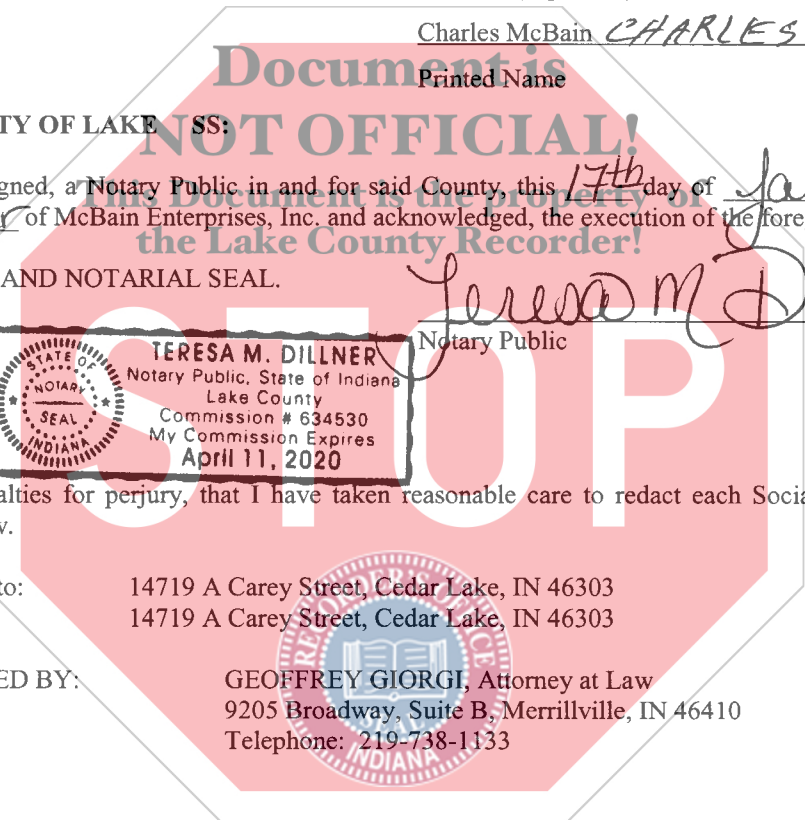 Charles McBain CHARLES
Printed Name
Document is
NOT OFFICIAL!
This Document is the property of
the Lake County Recorder!
TY OF LAKE SS:
gned, a Notary Public in and for said County, this 17th day of Ja
r of McBain Enterprises, Inc. and acknowledged, the execution of the fore
AND NOTARIAL SEAL.
Teresa M D
Notary Public
STATE OF
NOTARY
SEAL
INDIANA
TERESA M. DILLNER
Notary Public, State of Indiana
Lake County
Commission # 634530
My Commission Expires
April 11, 2020
STOP
alties for perjury, that I have taken reasonable care to redact each Socia
v.
to: 14719 A Carey Street, Cedar Lake, IN 46303
14719 A Carey Street, Cedar Lake, IN 46303
RECORDER'S OFFICE
SEAL
INDIANA
ED BY: GEOFFREY GIORGI, Attorney at Law
9205 Broadway, Suite B, Merrillville, IN 46410
Telephone: 219-738-1133